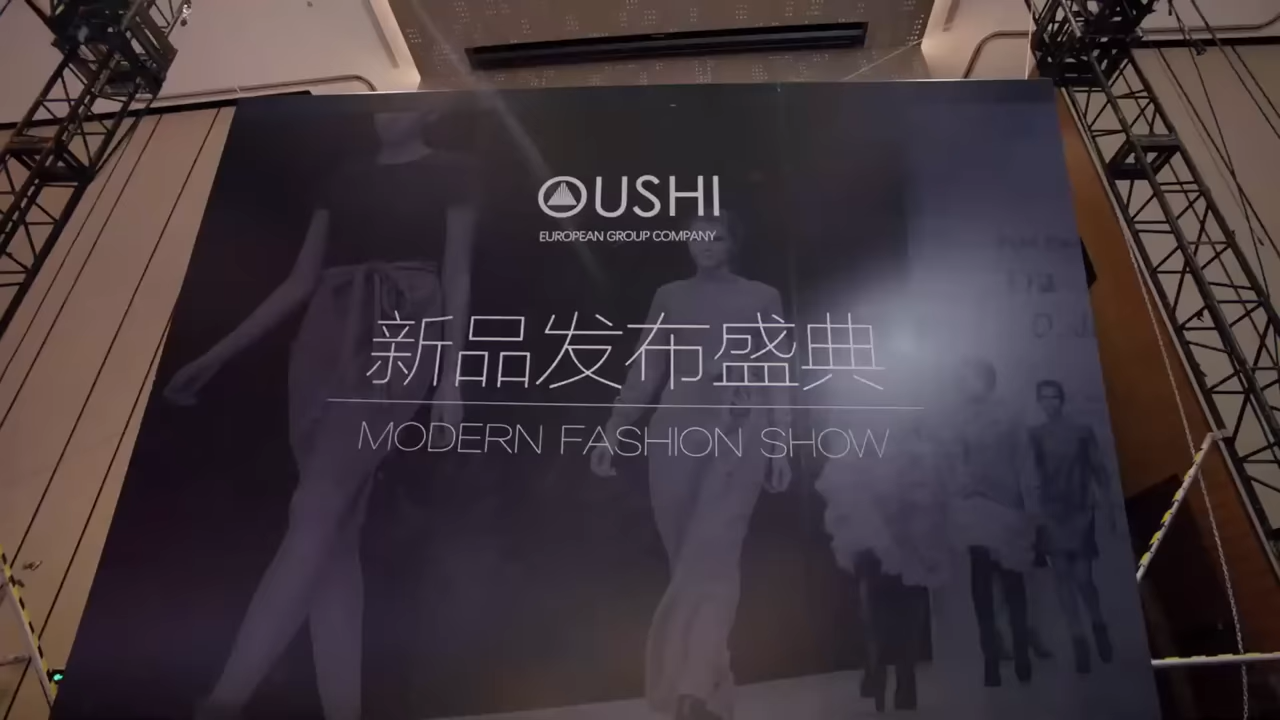 OUSHI
EUROPEAN GROUP COMPANY
新品发布盛典
MODERN FASHION SHOW